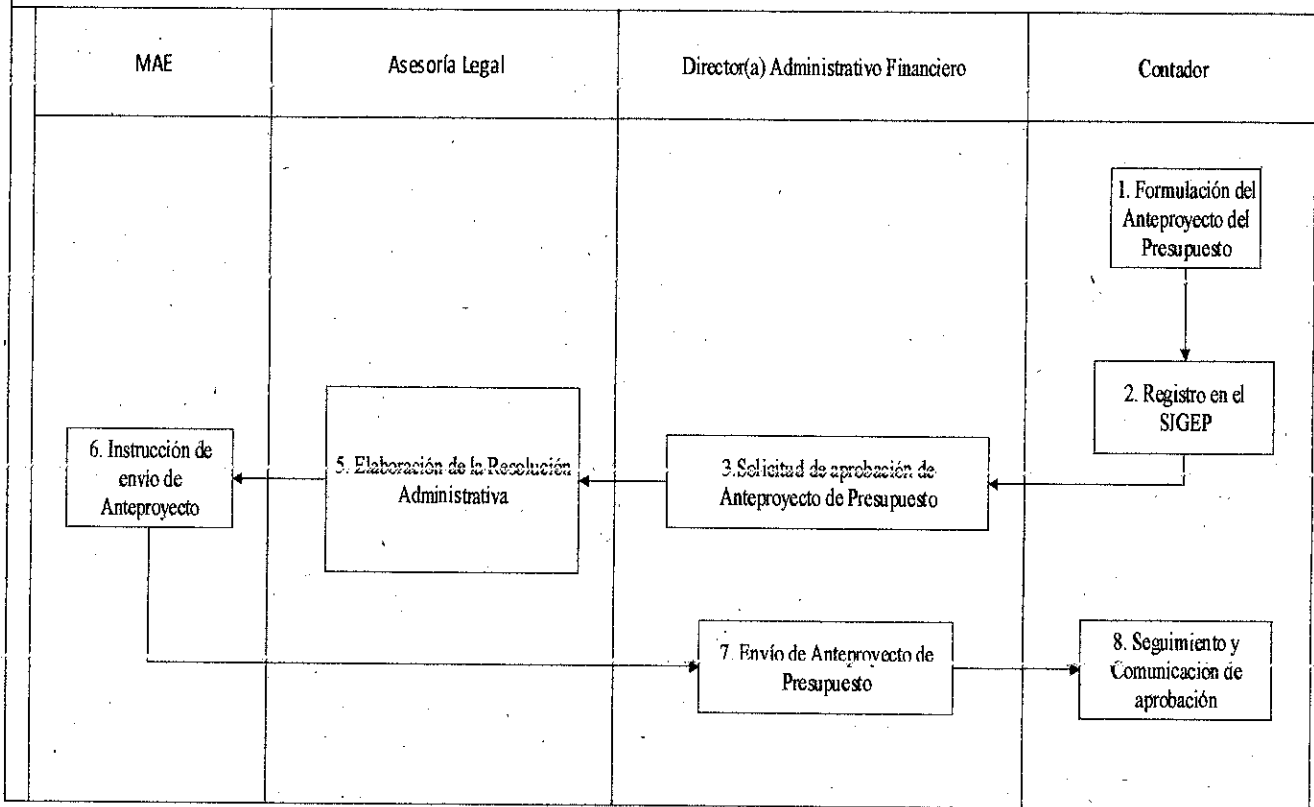 MAE
Asesoría Legal
Director(a) Administrativo Financiero
Contador
1. Formulación del
Anteproyecto del
Presupuesto
2. Registro en el
SIGEP
3.Solicitud de aprobación de
Anteproyecto de Presupuesto
5. Elaboración de la Resolución
Administrativa
6. Instrucción de
envío de
Anteproyecto
7. Envío de Anteproyecto de
Presupuesto
8. Seguimiento y
Comunicación de
aprobación